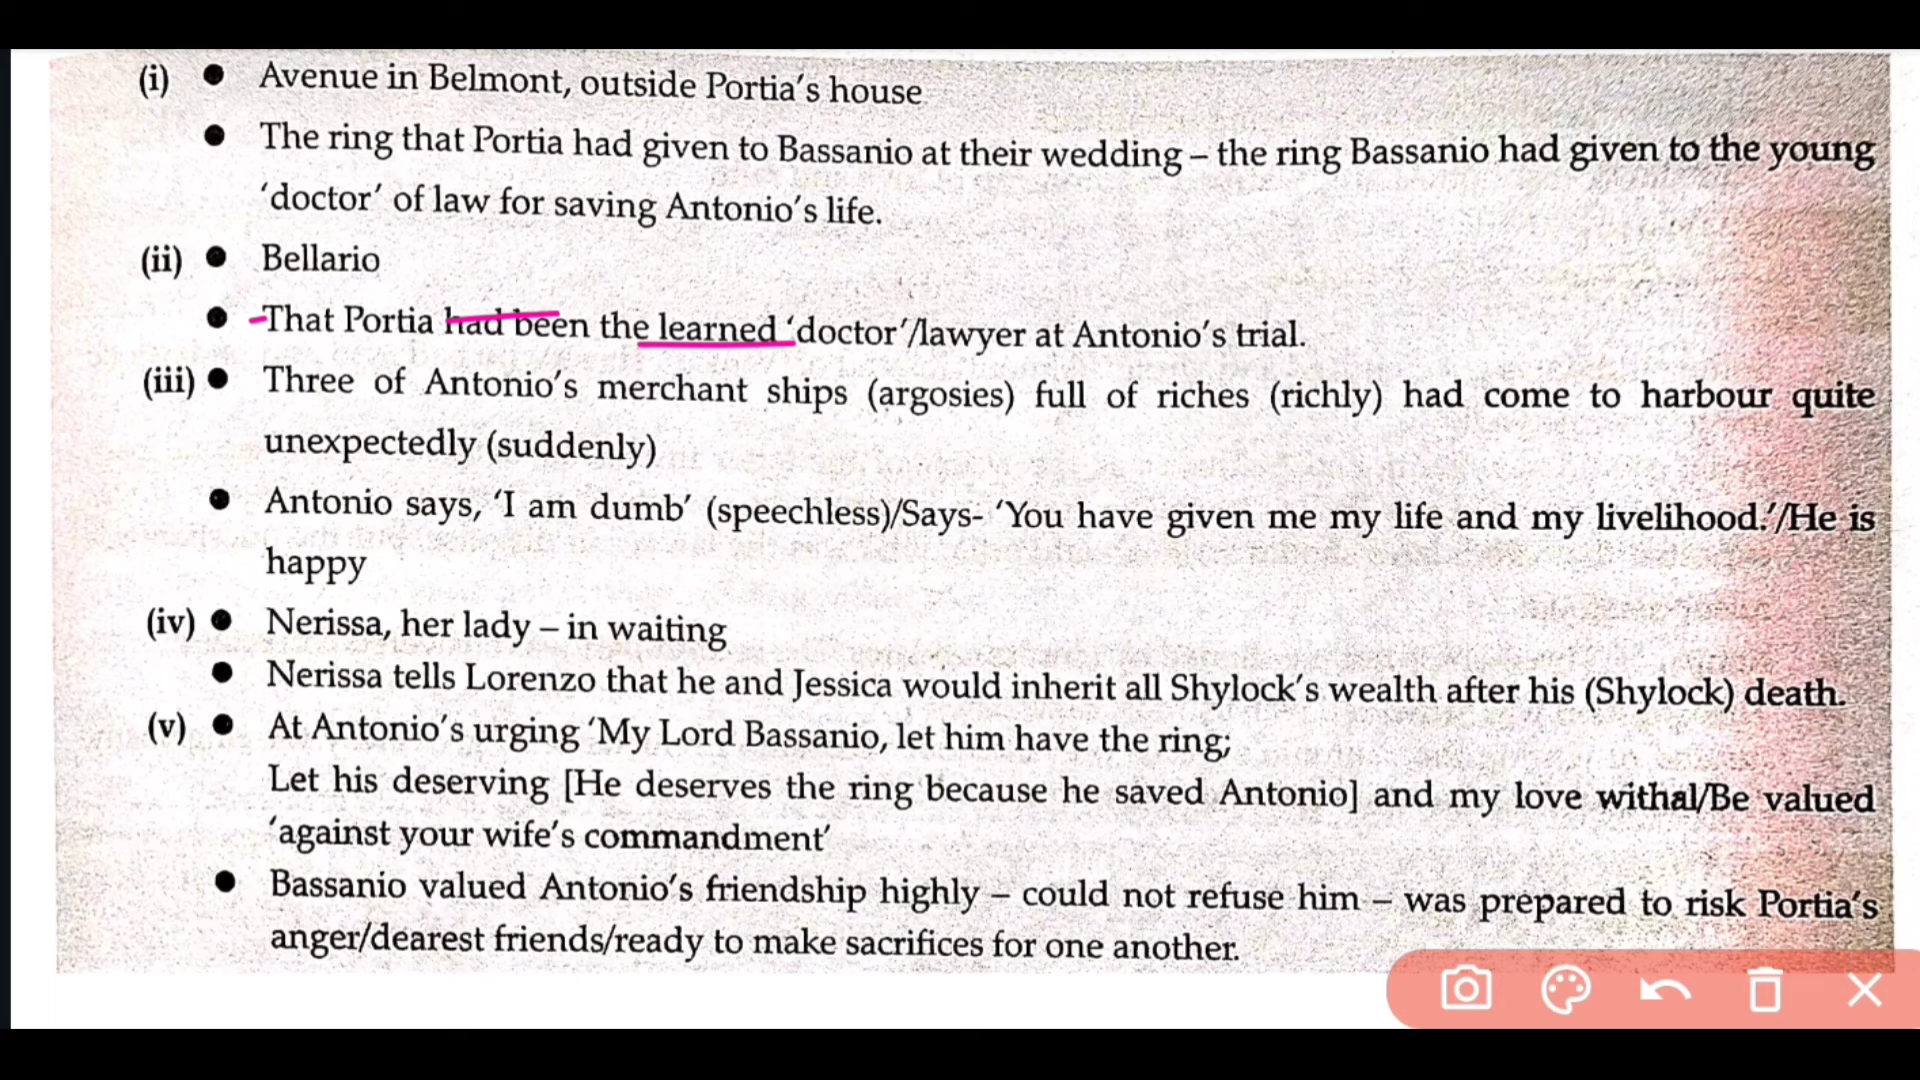 (i) ● Avenue in Belmont, outside Portia's house
● The ring that Portia had given to Bassanio at their wedding – the ring Bassanio had given to the young
'doctor' of law for saving Antonio's life.
(ii) ● Bellario
● That Portia had been the learned 'doctor'/lawyer at Antonio's trial.
(iii) ● Three of Antonio's merchant ships (argosies) full of riches (richly) had come to harbour quite
unexpectedly (suddenly)
● Antonio says, 'I am dumb' (speechless)/Says- 'You have given me my life and my livelihood.'/He is
happy
(iv) ● Nerissa, her lady – in waiting
● Nerissa tells Lorenzo that he and Jessica would inherit all Shylock's wealth after his (Shylock) death.
(v) ● At Antonio's urging 'My Lord Bassanio, let him have the ring;
Let his deserving [He deserves the ring because he saved Antonio] and my love withal/Be valued
'against your wife's commandment'
● Bassanio valued Antonio's friendship highly – could not refuse him – was prepared to risk Portia's
anger/dearest friends/ready to make sacrifices for one another.